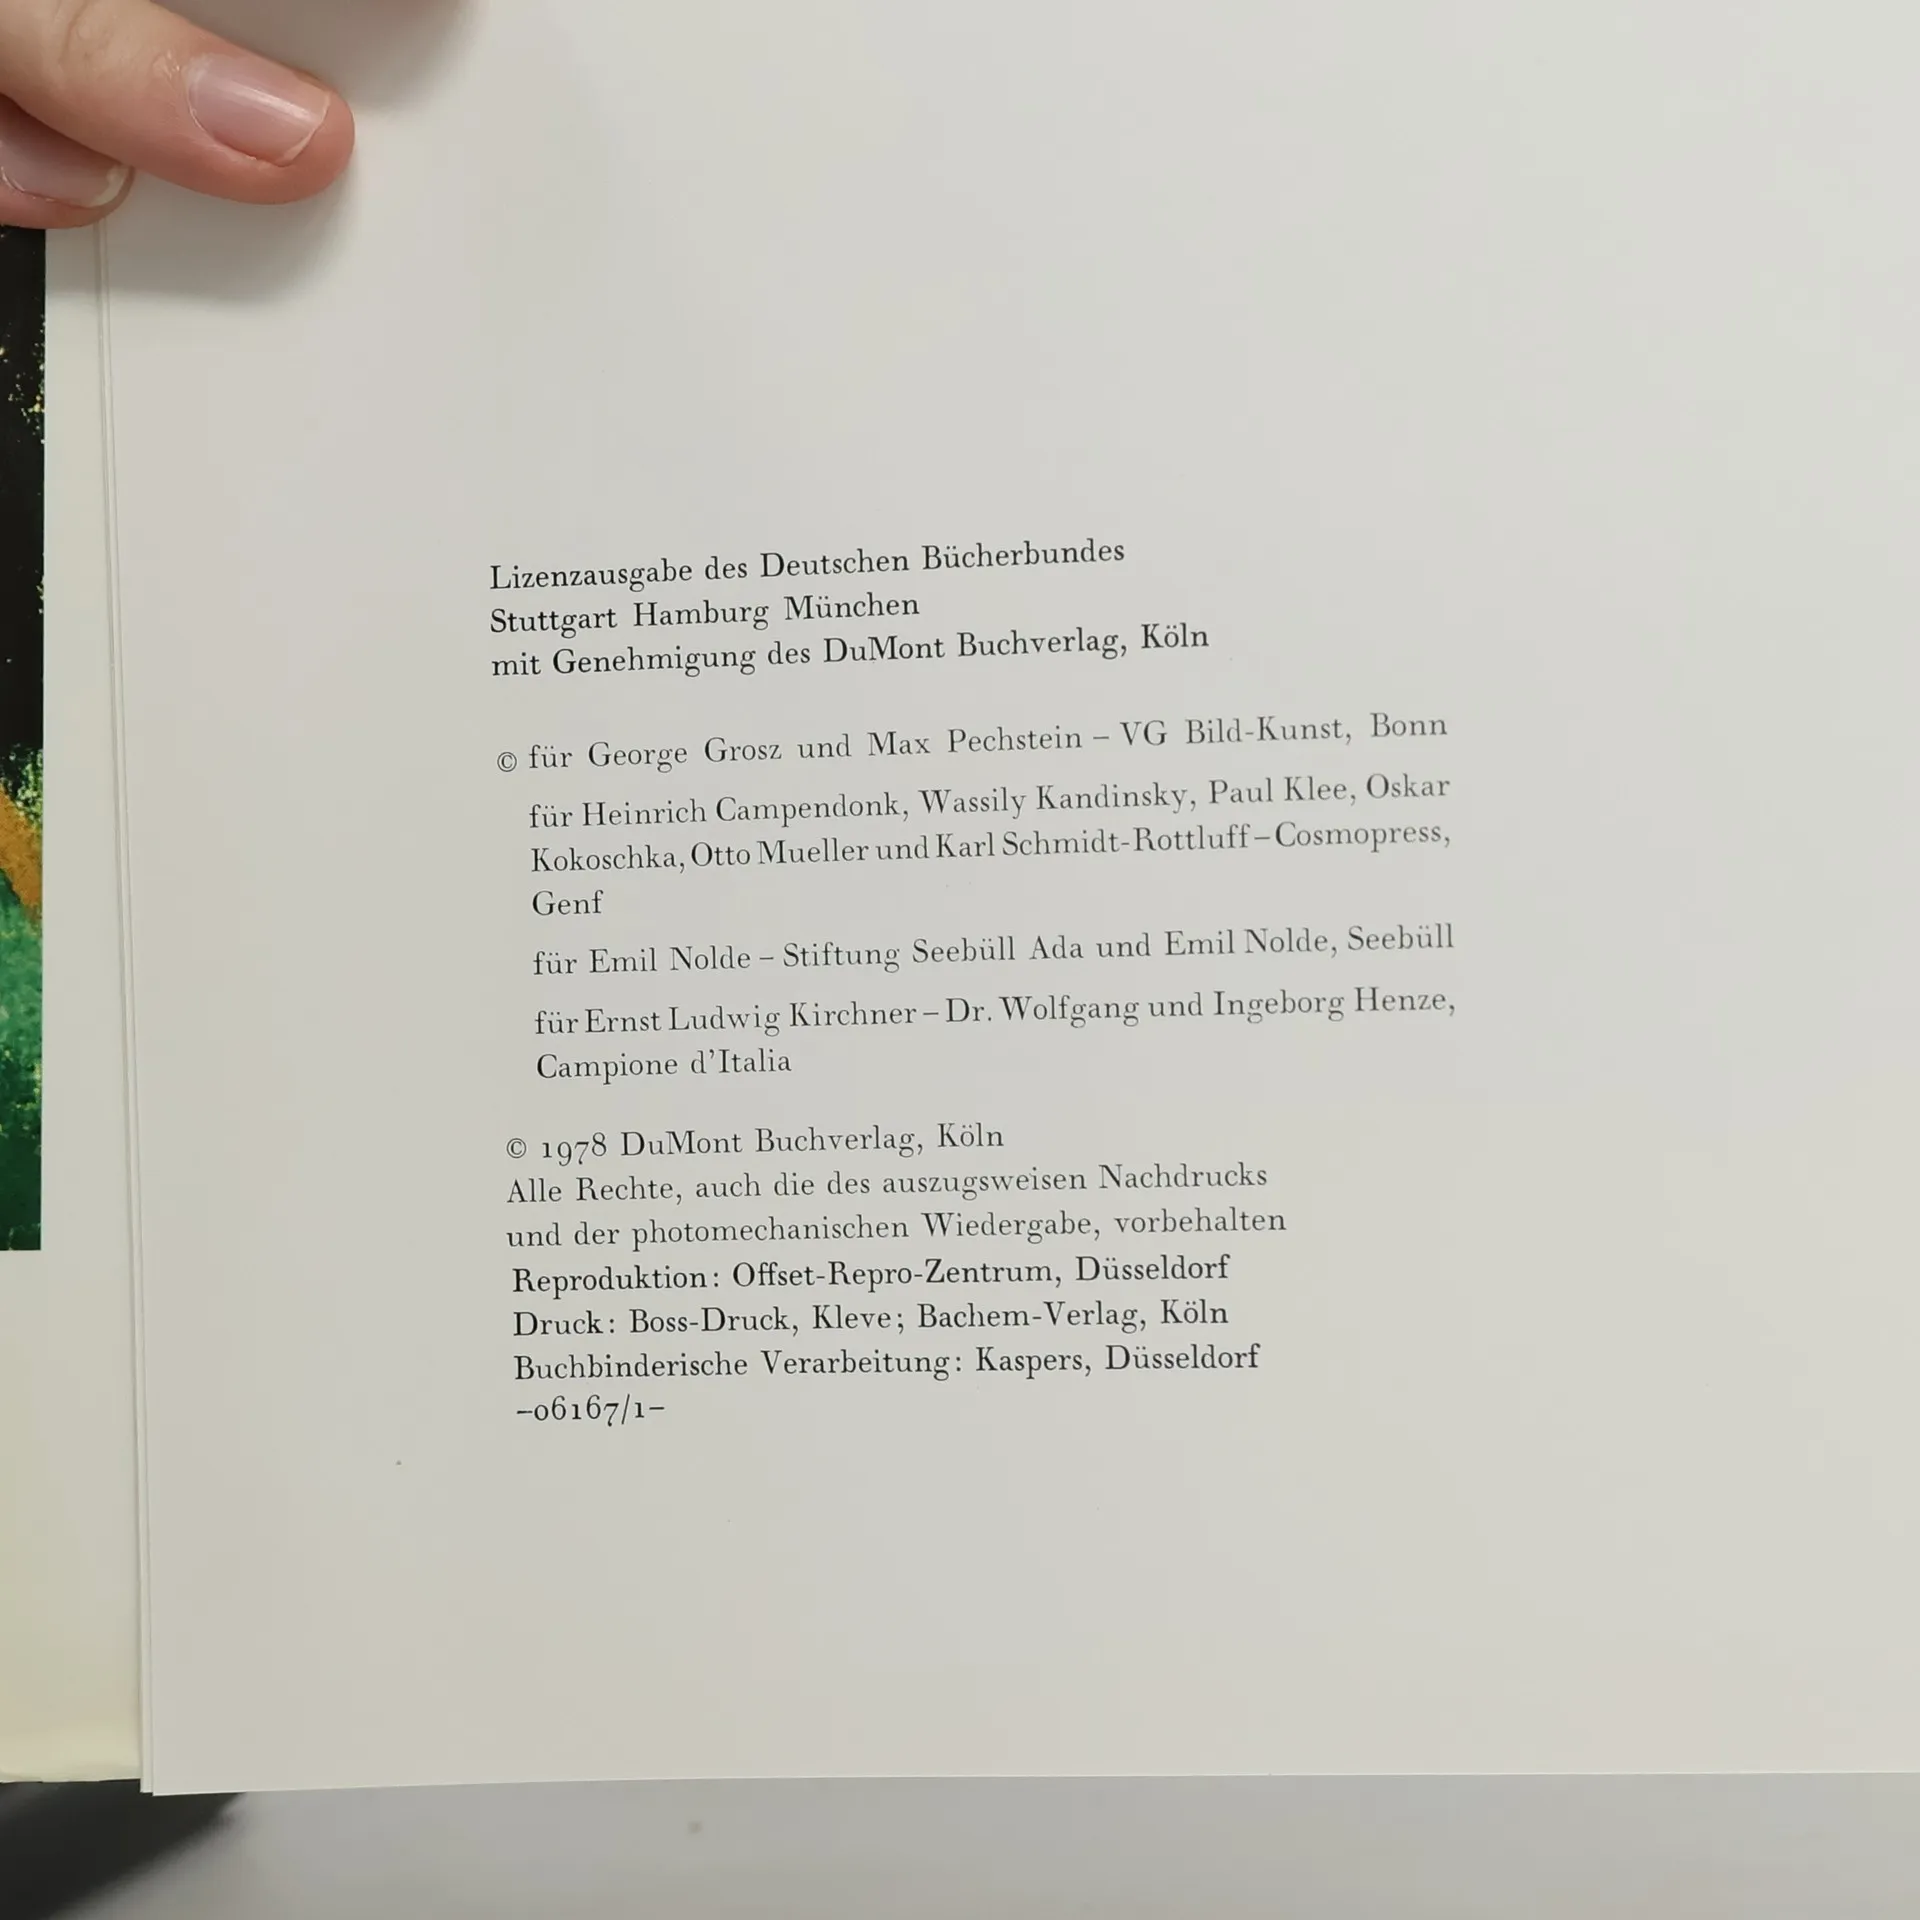 Lizenzausgabe des Deutschen Bücherbundes
Stuttgart Hamburg München
mit Genehmigung des DuMont Buchverlag, Köln
© für George Grosz und Max Pechstein – VG Bild-Kunst, Bonn
für Heinrich Campendonk, Wassily Kandinsky, Paul Klee, Oskar
Kokoschka, Otto Mueller und Karl Schmidt-Rottluff – Cosmopress,
Genf
für Emil Nolde – Stiftung Seebüll Ada und Emil Nolde, Seebüll
für Ernst Ludwig Kirchner – Dr. Wolfgang und Ingeborg Henze,
Campione d'Italia
© 1978 DuMont Buchverlag, Köln
Alle Rechte, auch die des auszugsweisen Nachdrucks
und der photomechanischen Wiedergabe, vorbehalten
Reproduktion: Offset-Repro-Zentrum, Düsseldorf
Druck: Boss-Druck, Kleve; Bachem-Verlag, Köln
Buchbinderische Verarbeitung: Kaspers, Düsseldorf
–06167/1–